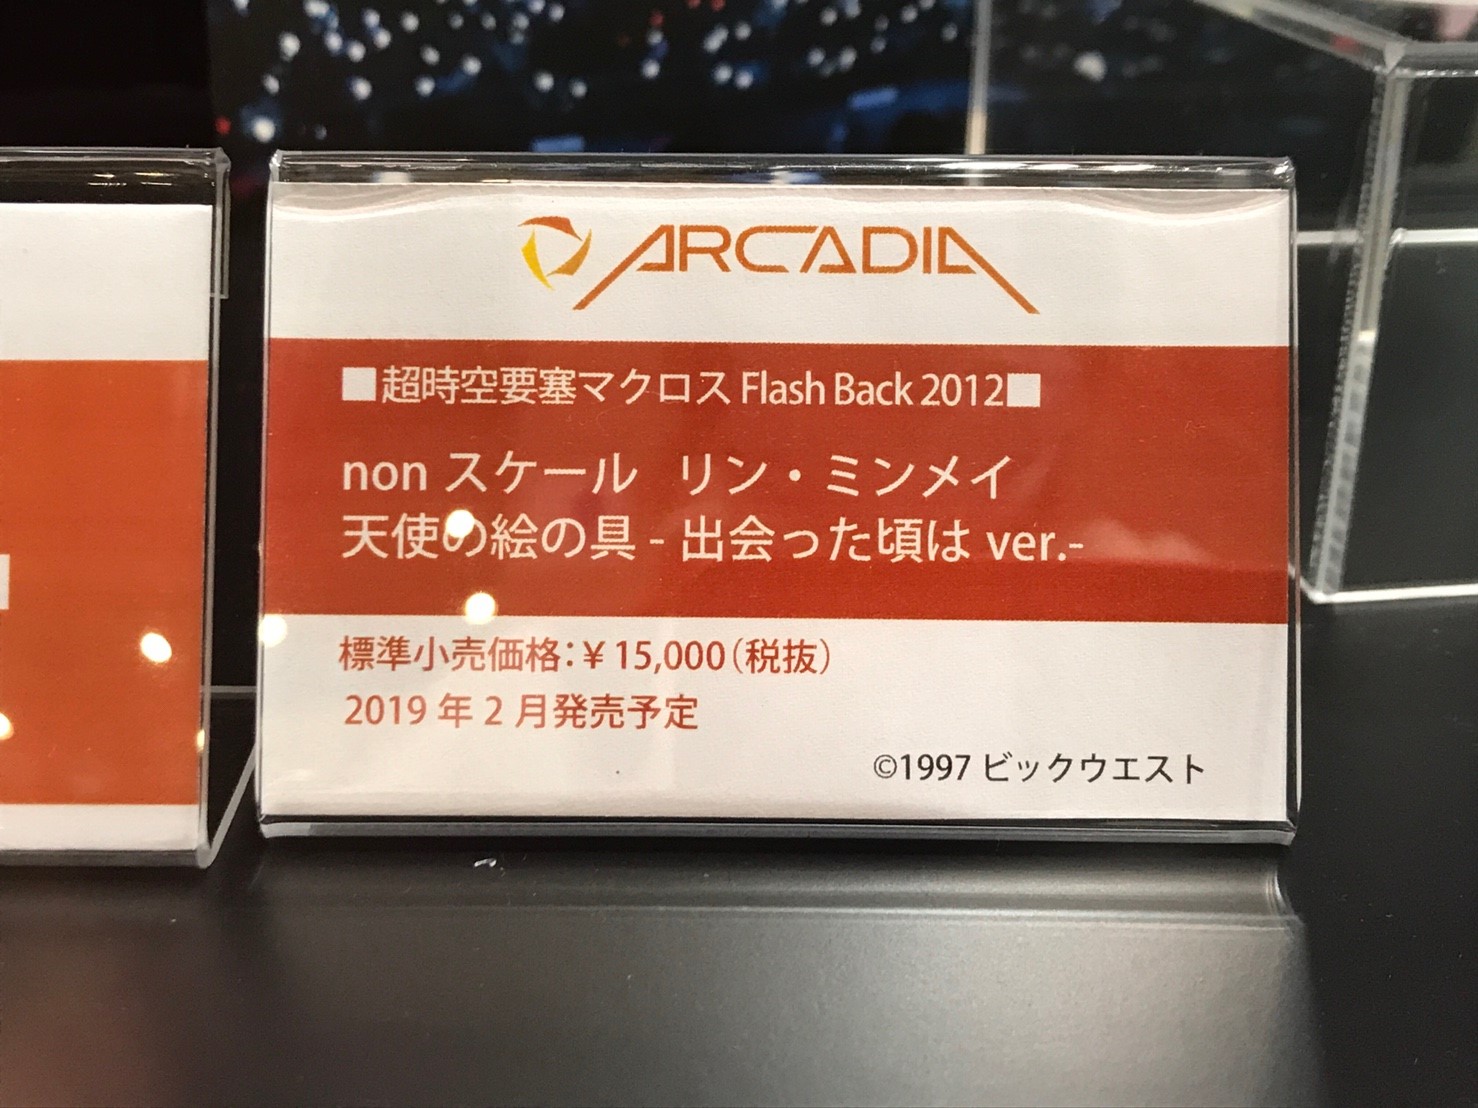 ARCADIA
■超時空要塞マクロス Flash Back 2012■
non スケール リン・ミンメイ
天使の絵の具 - 出会った頃は ver.-
標準小売価格：¥ 15,000（税抜）
2019 年 2 月発売予定
©1997 ビックウエスト